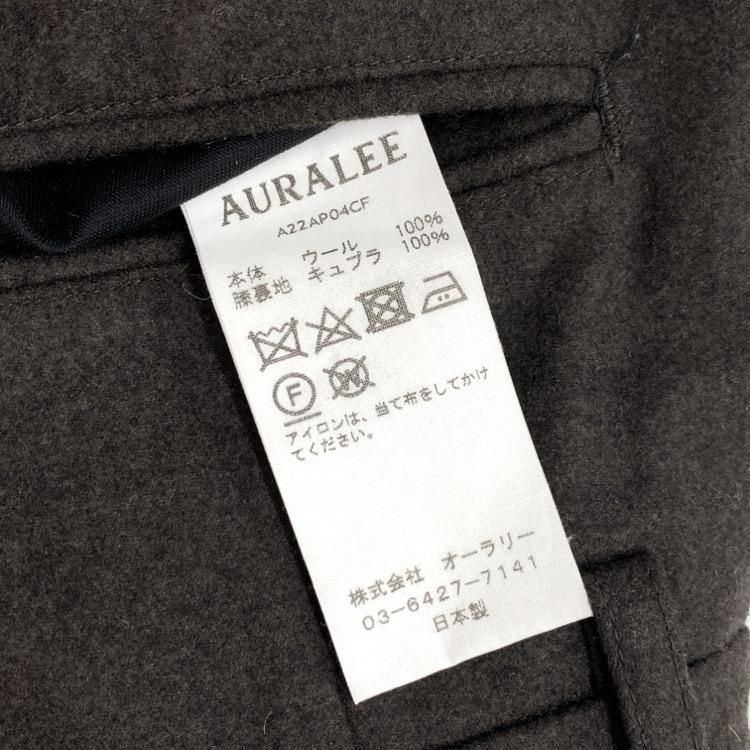 AURALEE
A22AP04CF
本体 ウール 100%
膝裏地 キュプラ 100%
F W
アイロンは、当て布をしてかけ
てください。
株式会社 オーラリー
03-6427-7141
日本製